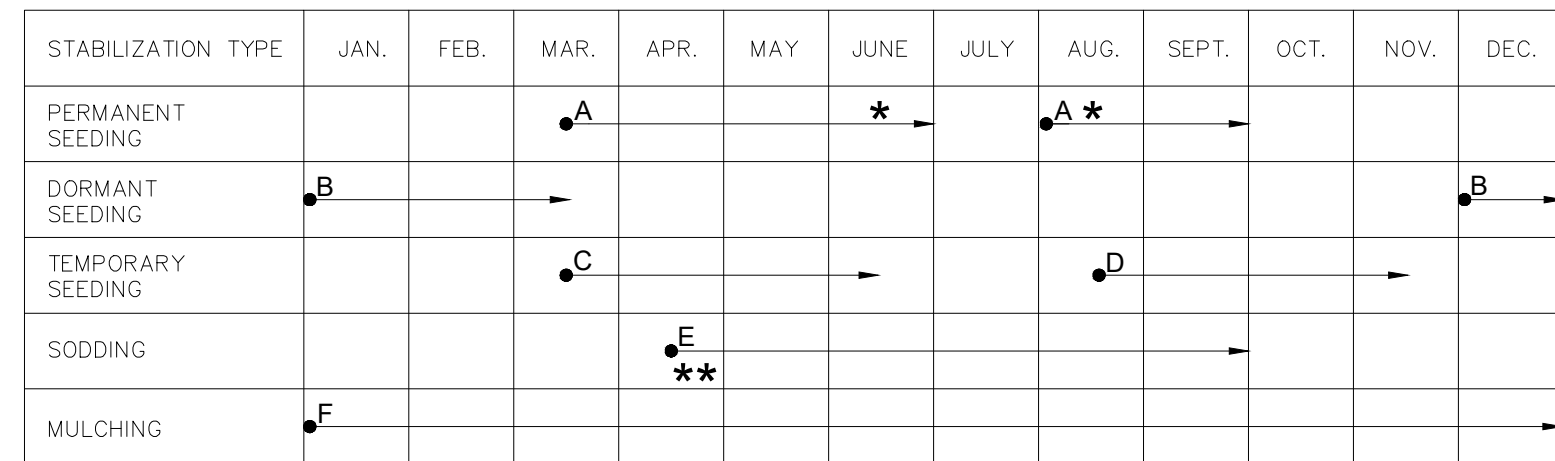 STABILIZATION TYPE JAN. FEB. MAR. APR. MAY JUNE JULY AUG. SEPT. OCT. NOV. DEC.
PERMANENT
SEEDING
A * A *
DORMANT
SEEDING
B B
TEMPORARY
SEEDING
C D
SODDING E
**
MULCHING F